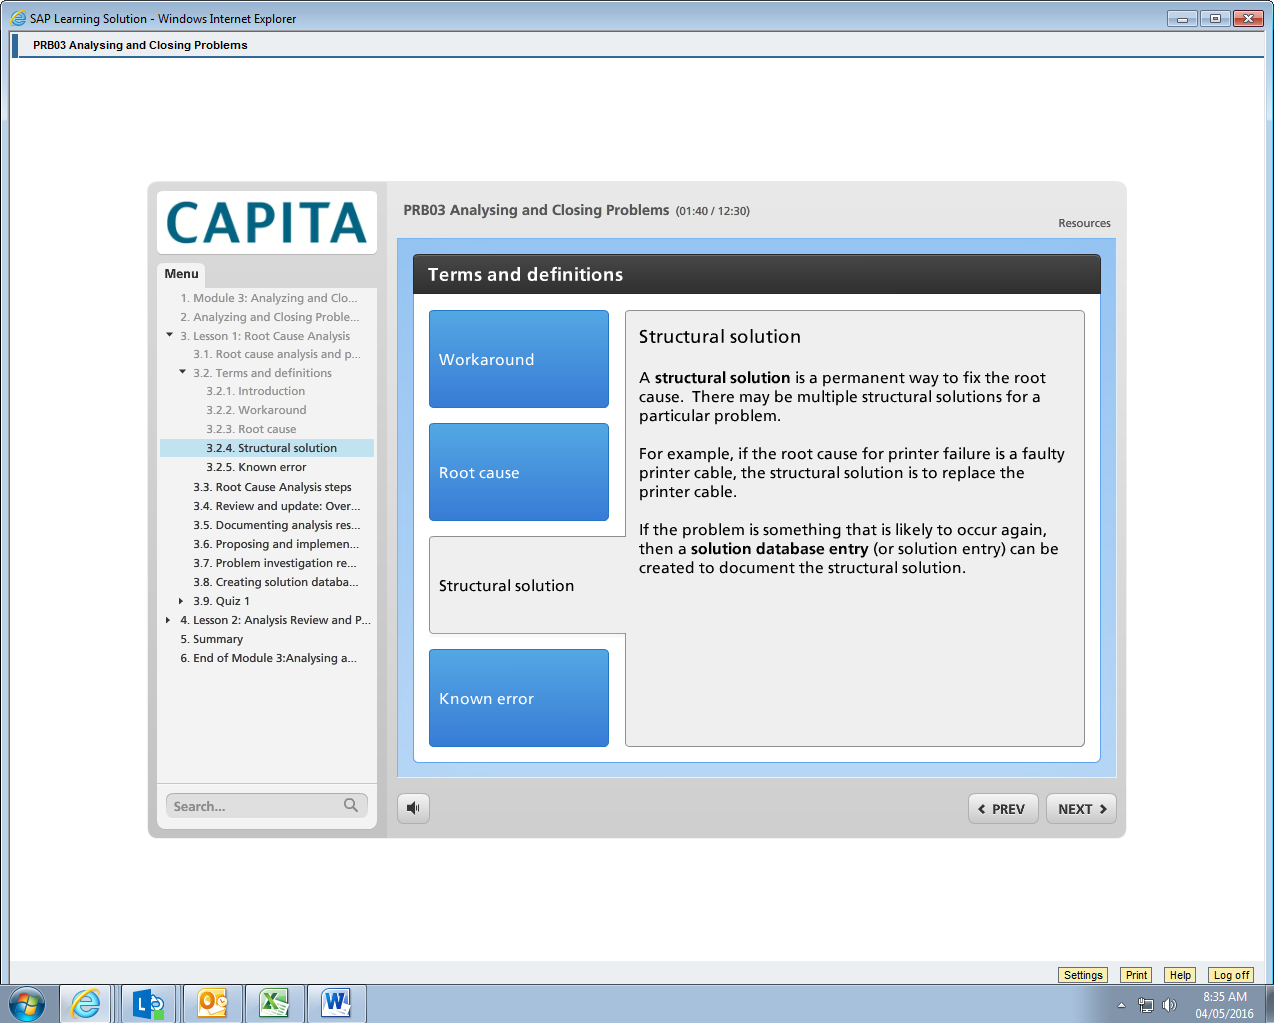 SAP Learning Solution - Windows Internet Explorer
PRB03 Analysing and Closing Problems
CAPITA
PRB03 Analysing and Closing Problems (01:40 / 12:30)
Resources
Menu
1. Module 3: Analyzing and Clo...
2. Analyzing and Closing Proble...
3. Lesson 1: Root Cause Analysis
3.1. Root cause analysis and p...
3.2. Terms and definitions
3.2.1. Introduction
3.2.2. Workaround
3.2.3. Root cause
3.2.4. Structural solution
3.2.5. Known error
3.3. Root Cause Analysis steps
3.4. Review and update: Over...
3.5. Documenting analysis res...
3.6. Proposing and implemen...
3.7. Problem investigation re...
3.8. Creating solution databa...
3.9. Quiz 1
4. Lesson 2: Analysis Review and P...
5. Summary
6. End of Module 3:Analysing a...
Search...
Terms and definitions
Workaround
Root cause
Structural solution
Known error
Structural solution
A structural solution is a permanent way to fix the root
cause. There may be multiple structural solutions for a
particular problem.
For example, if the root cause for printer failure is a faulty
printer cable, the structural solution is to replace the
printer cable.
If the problem is something that is likely to occur again,
then a solution database entry (or solution entry) can be
created to document the structural solution.
PREV
NEXT
Settings
Print
Help
Log off
8:35 AM
04/05/2016